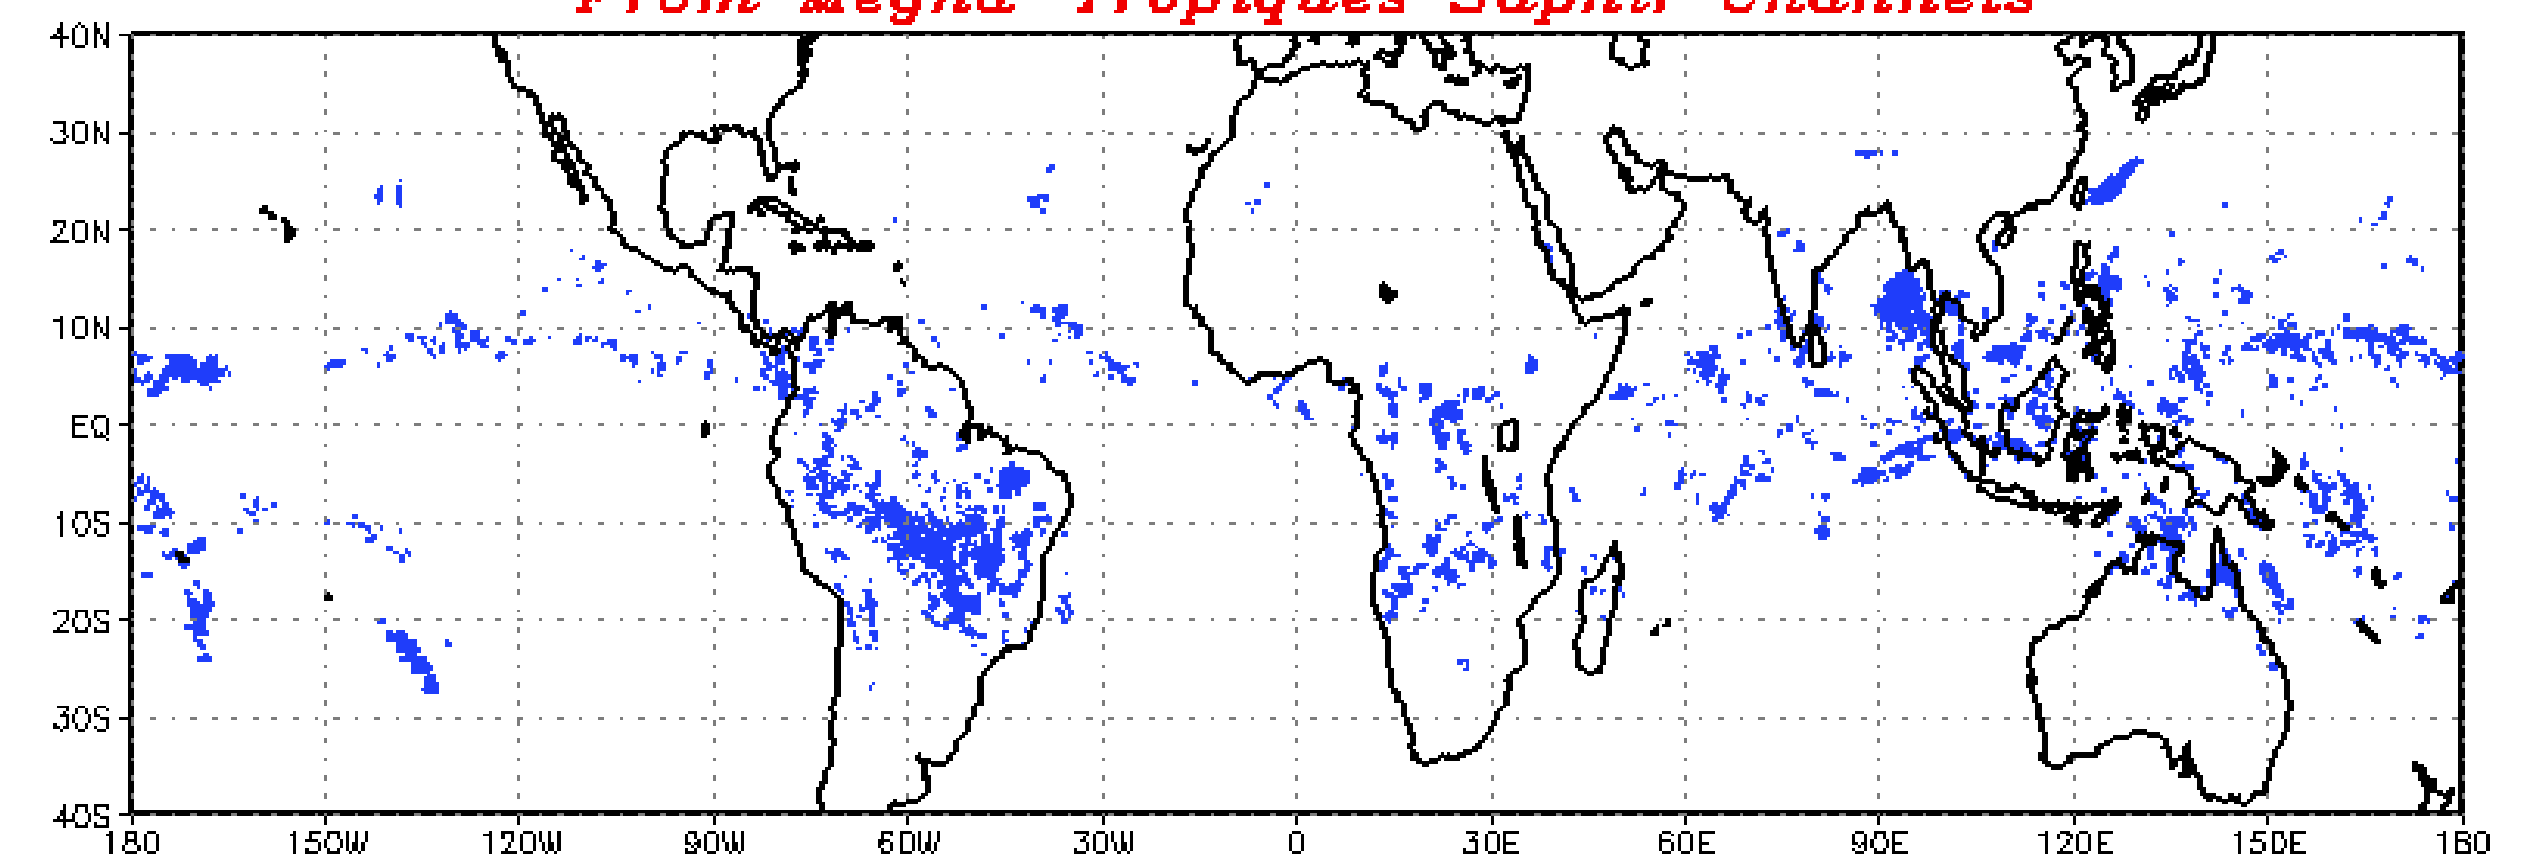 From Megha Tropiques Saphir Channels
40N
30N
20N
10N
EQ
10S
20S
30S
40S
180 150W 120W 90W 60W 30W 0 30E 60E 90E 120E 150E 180